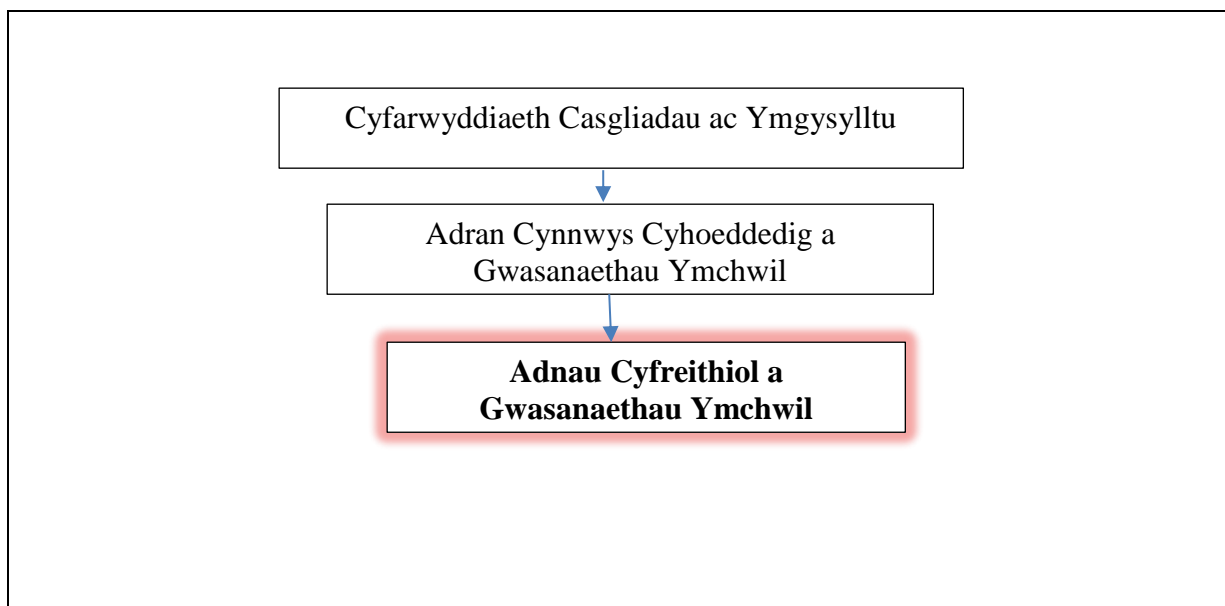 Cyfarwyddiaeth Casgliadau ac Ymgysylltu
Adran Cynnwys Cyhoeddedig a
Gwasanaethau Ymchwil
Adnau Cyfreithiol a
Gwasanaethau Ymchwil